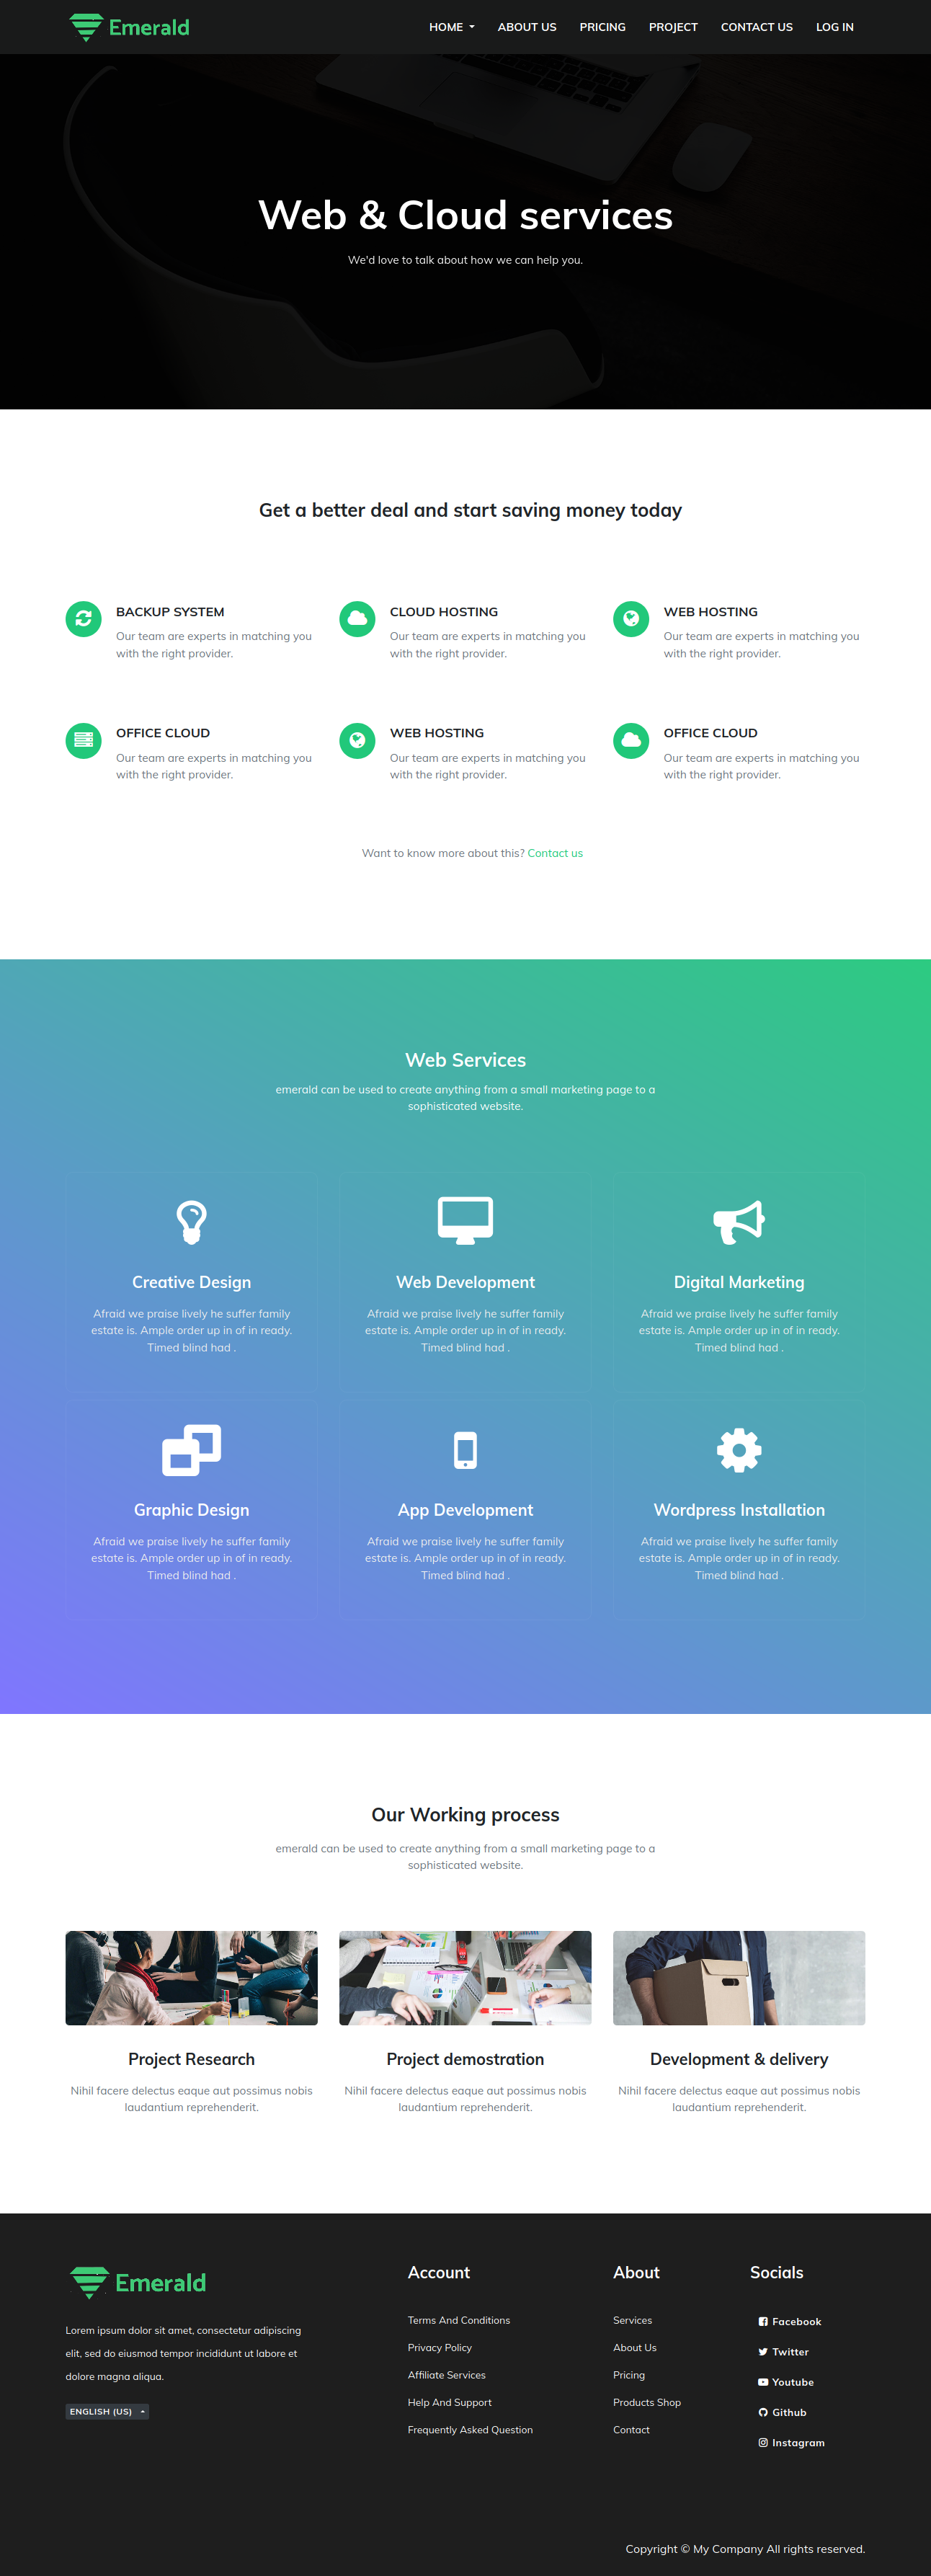 Emerald
HOME ABOUT US PRICING PROJECT CONTACT US LOG IN
Web & Cloud services
We'd love to talk about how we can help you.
Get a better deal and start saving money today
BACKUP SYSTEM
Our team are experts in matching you
with the right provider.
CLOUD HOSTING
Our team are experts in matching you
with the right provider.
WEB HOSTING
Our team are experts in matching you
with the right provider.
OFFICE CLOUD
Our team are experts in matching you
with the right provider.
WEB HOSTING
Our team are experts in matching you
with the right provider.
OFFICE CLOUD
Our team are experts in matching you
with the right provider.
Want to know more about this? Contact us
Web Services
emerald can be used to create anything from a small marketing page to a
sophisticated website.
Creative Design
Afraid we praise lively he suffer family
estate is. Ample order up in of in ready.
Timed blind had .
Web Development
Afraid we praise lively he suffer family
estate is. Ample order up in of in ready.
Timed blind had .
Digital Marketing
Afraid we praise lively he suffer family
estate is. Ample order up in of in ready.
Timed blind had .
Graphic Design
Afraid we praise lively he suffer family
estate is. Ample order up in of in ready.
Timed blind had .
App Development
Afraid we praise lively he suffer family
estate is. Ample order up in of in ready.
Timed blind had .
Wordpress Installation
Afraid we praise lively he suffer family
estate is. Ample order up in of in ready.
Timed blind had .
Our Working process
emerald can be used to create anything from a small marketing page to a
sophisticated website.
Project Research
Nihil facere delectus eaque aut possimus nobis
laudantium reprehenderit.
Project demostration
Nihil facere delectus eaque aut possimus nobis
laudantium reprehenderit.
Development & delivery
Nihil facere delectus eaque aut possimus nobis
laudantium reprehenderit.
Emerald
Lorem ipsum dolor sit amet, consectetur adipiscing
elit, sed do eiusmod tempor incididunt ut labore et
dolore magna aliqua.
ENGLISH (US)
Account
Terms And Conditions
Privacy Policy
Affiliate Services
Help And Support
Frequently Asked Question
About
Services
About Us
Pricing
Products Shop
Contact
Socials
Facebook
Twitter
Youtube
Github
Instagram
Copyright © My Company All rights reserved.